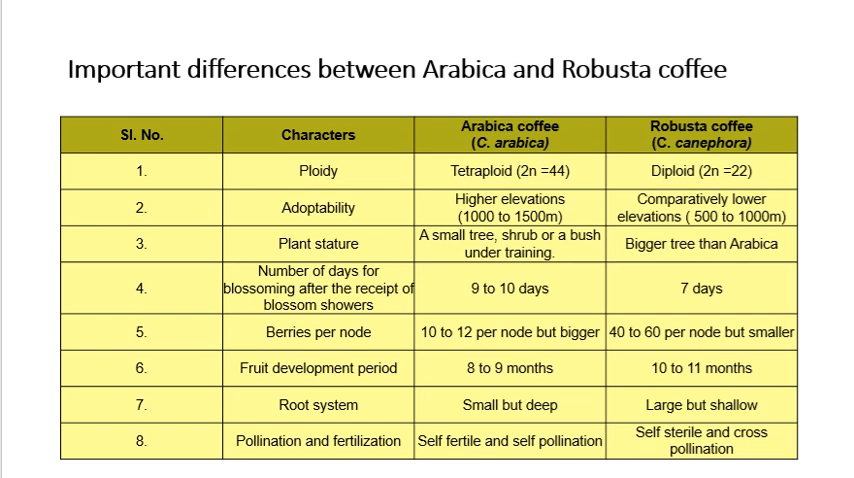 Important differences between Arabica and Robusta coffee
Sl. No. Characters Arabica coffee (C. arabica) Robusta coffee (C. canephora)
1. Ploidy Tetraploid (2n =44) Diploid (2n =22)
2. Adoptability Higher elevations (1000 to 1500m) Comparatively lower elevations ( 500 to 1000m)
3. Plant stature A small tree, shrub or a bush under training. Bigger tree than Arabica
4. Number of days for blossoming after the receipt of blossom showers 9 to 10 days 7 days
5. Berries per node 10 to 12 per node but bigger 40 to 60 per node but smaller
6. Fruit development period 8 to 9 months 10 to 11 months
7. Root system Small but deep Large but shallow
8. Pollination and fertilization Self fertile and self pollination Self sterile and cross pollination